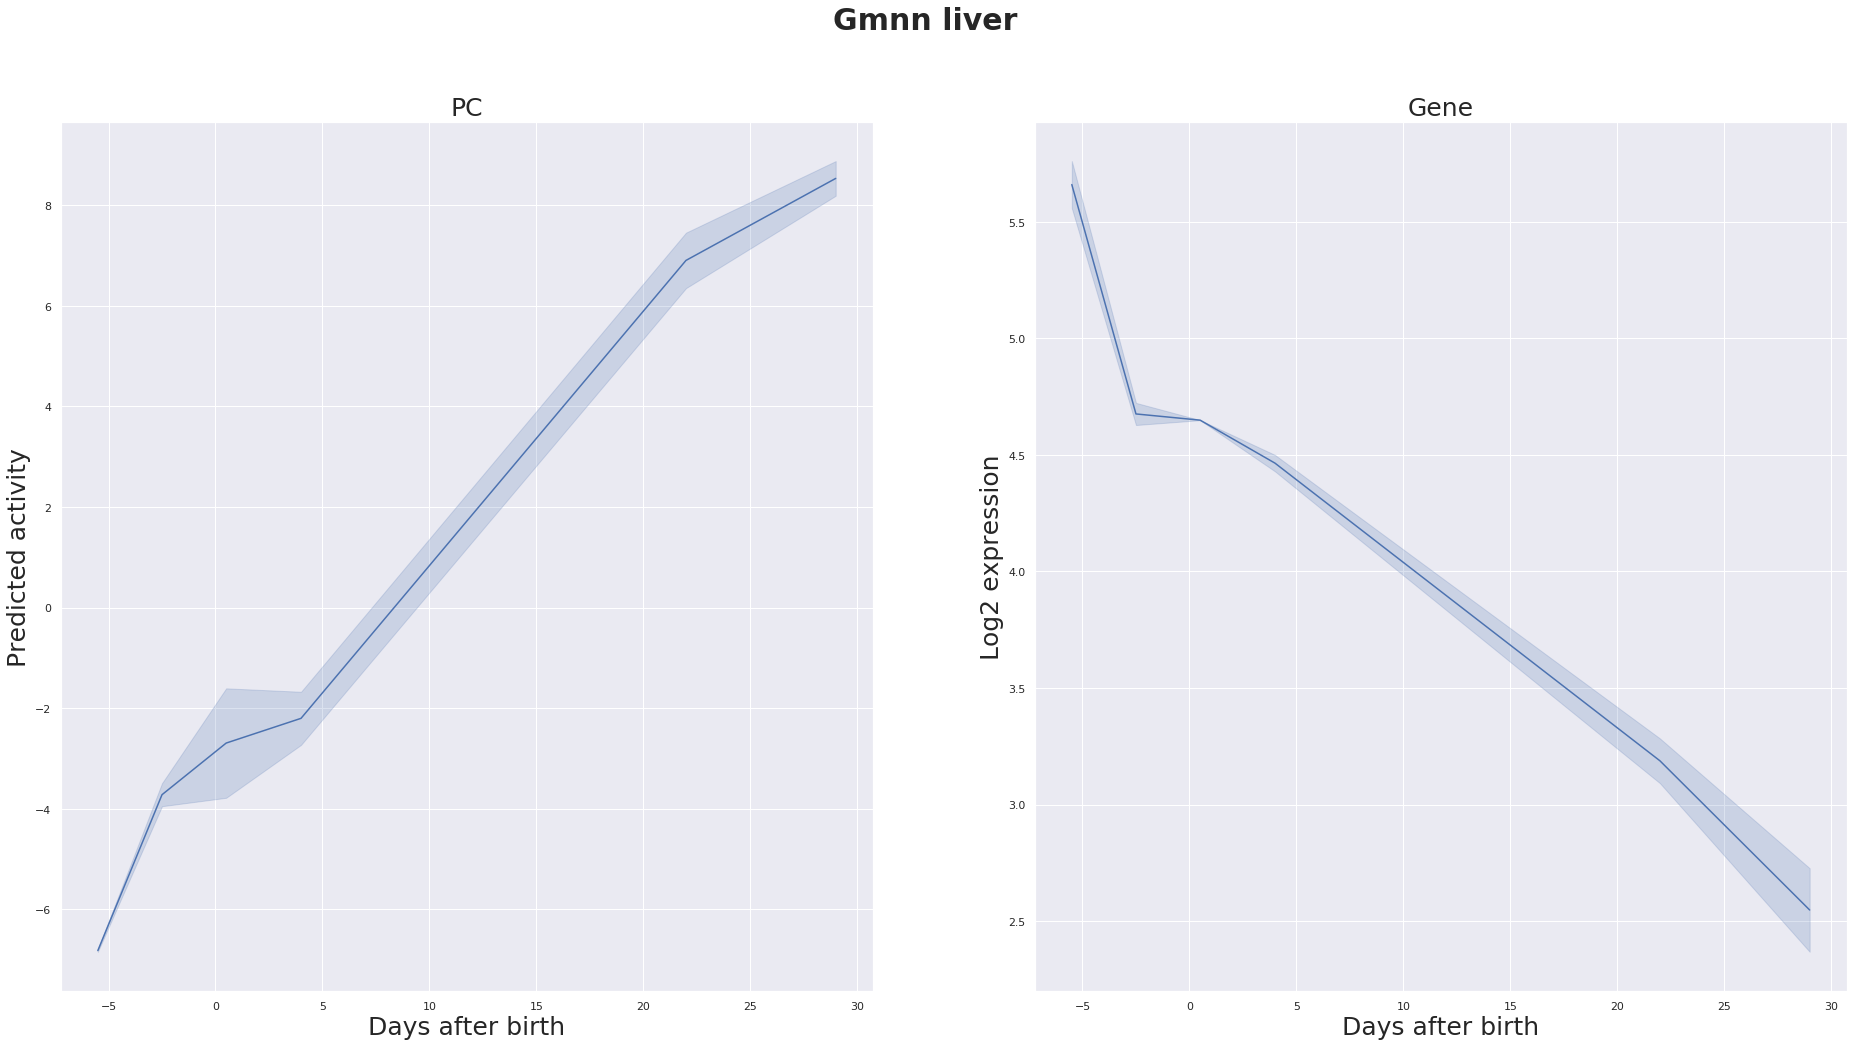 Gmnn liver
PC
Predicted activity
8
6
4
2
0
−2
−4
−6
−5 0 5 10 15 20 25 30
Days after birth
Gene
Log2 expression
5.5
5.0
4.5
4.0
3.5
3.0
2.5
−5 0 5 10 15 20 25 30
Days after birth